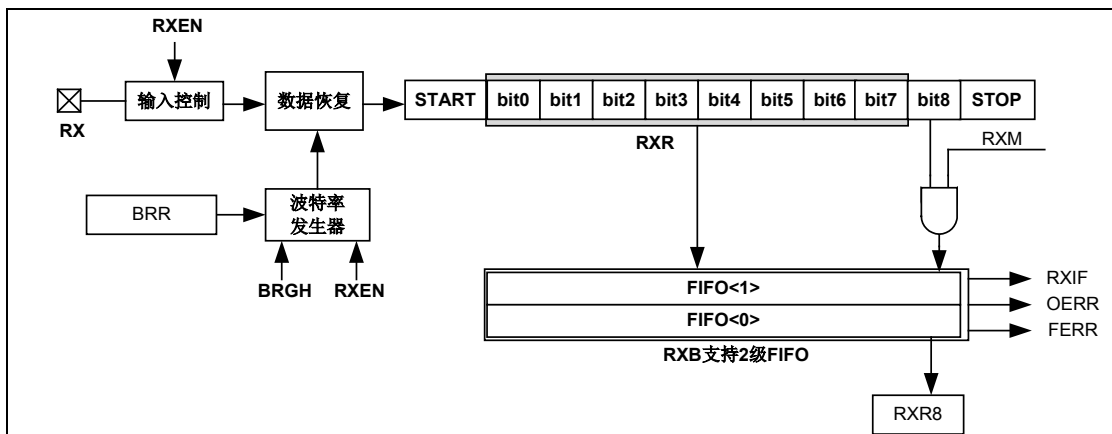 RXEN
RX
输入控制
数据恢复
START bit0 bit1 bit2 bit3 bit4 bit5 bit6 bit7 bit8 STOP
RXR
RXM
BRR
波特率
发生器
BRGH RXEN
FIFO<1>
FIFO<0>
RXB支持2级FIFO
RXIF
OERR
FERR
RXR8